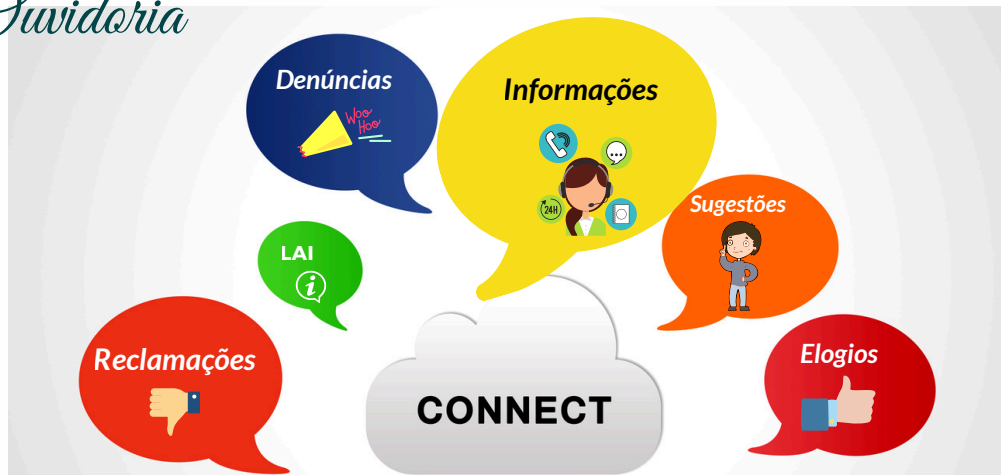 Ouvidoria
Denúncias
Woo
Hoo
Informações
24H
Sugestões
LAI
i
Reclamações
Elogios
CONNECT